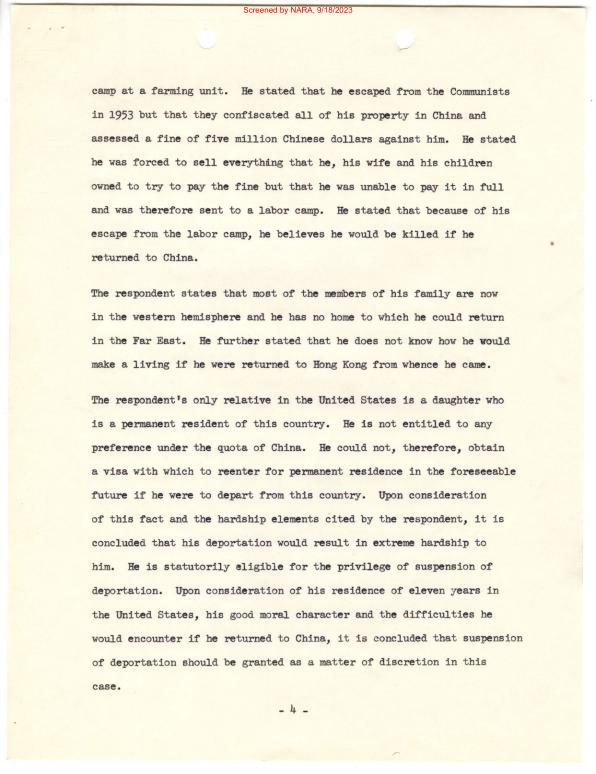 Screened by NARA, 9/18/2023
camp at a farming unit.  He stated that he escaped from the Communists
in 1953 but that they confiscated all of his property in China and
assessed a fine of five million Chinese dollars against him.  He stated
he was forced to sell everything that he, his wife and his children
owned to try to pay the fine but that he was unable to pay it in full
and was therefore sent to a labor camp.  He stated that because of his
escape from the labor camp, he believes he would be killed if he
returned to China.
The respondent states that most of the members of his family are now
in the western hemisphere and he has no home to which he could return
in the Far East.  He further stated that he does not know how he would
make a living if he were returned to Hong Kong from whence he came.
The respondent's only relative in the United States is a daughter who
is a permanent resident of this country.  He is not entitled to any
preference under the quota of China.  He could not, therefore, obtain
a visa with which to reenter for permanent residence in the foreseeable
future if he were to depart from this country.  Upon consideration
of this fact and the hardship elements cited by the respondent, it is
concluded that his deportation would result in extreme hardship to
him.  He is statutorily eligible for the privilege of suspension of
deportation.  Upon consideration of his residence of eleven years in
the United States, his good moral character and the difficulties he
would encounter if he returned to China, it is concluded that suspension
of deportation should be granted as a matter of discretion in this
case.
- 4 -